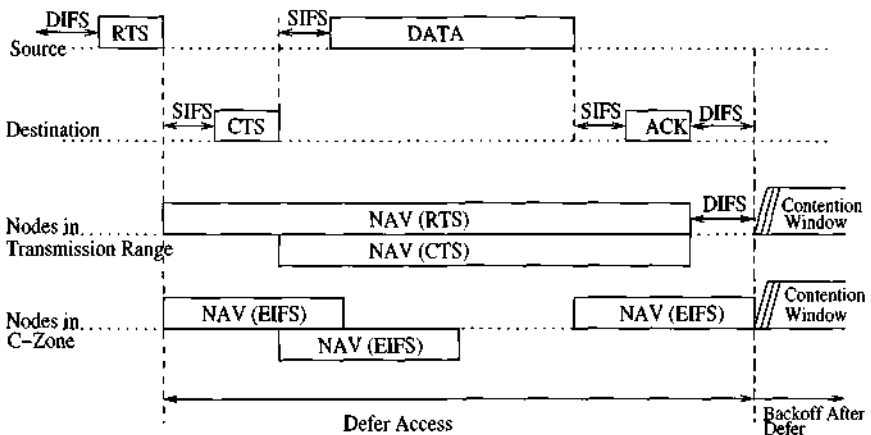 DIFS
RTS
SIFS
DATA
Source
SIFS
CTS
SIFS
ACK
DIFS
Destination
NAV (RTS)
DIFS
Contention
Window
Nodes in
Transmission Range
NAV (CTS)
NAV (EIFS)
NAV (EIFS)
Contention
Window
Nodes in
C-Zone
NAV (EIFS)
Defer Access
Backoff After
Defer